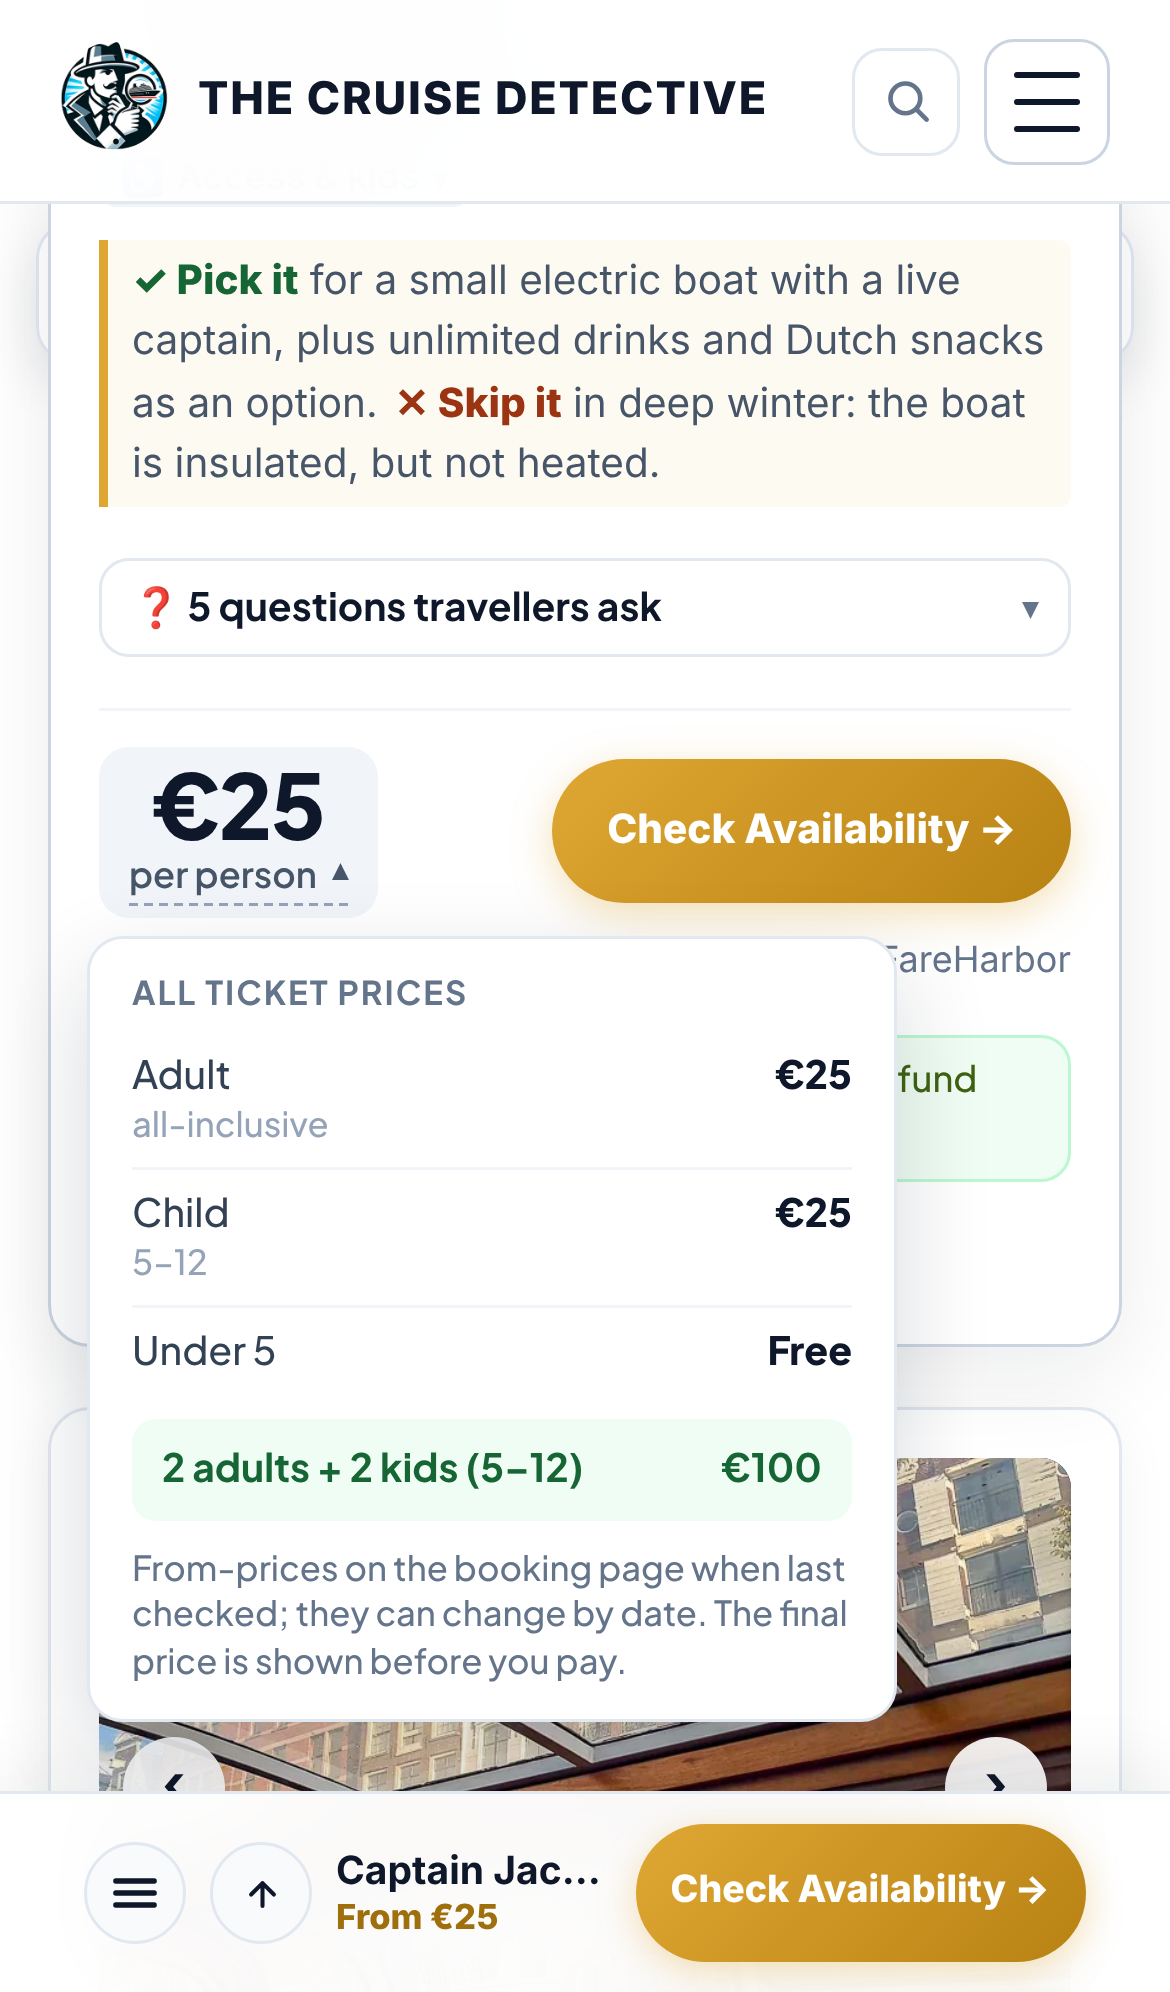 THE CRUISE DETECTIVE
Access & kids
✓ Pick it for a small electric boat with a live
captain, plus unlimited drinks and Dutch snacks
as an option. ✕ Skip it in deep winter: the boat
is insulated, but not heated.
❓ 5 questions travellers ask ▼
€25
per person ▲
Check Availability →
FareHarbor
ALL TICKET PRICES
Adult €25
all-inclusive
fund
Child €25
5–12
Under 5 Free
2 adults + 2 kids (5–12) €100
From-prices on the booking page when last
checked; they can change by date. The final
price is shown before you pay.
‹ ›
Captain Jac...
From €25
Check Availability →